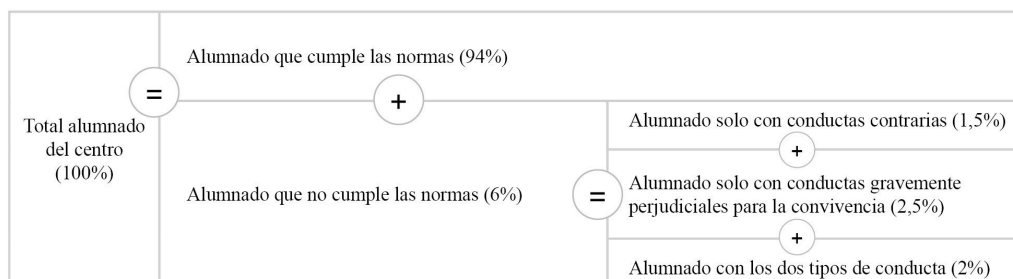 Alumnado que cumple las normas (94%)
=
+
Total alumnado
del centro
(100%)
Alumnado que no cumple las normas (6%)
=
Alumnado solo con conductas contrarias (1,5%)
+
Alumnado solo con conductas gravemente
perjudiciales para la convivencia (2,5%)
+
Alumnado con los dos tipos de conducta (2%)